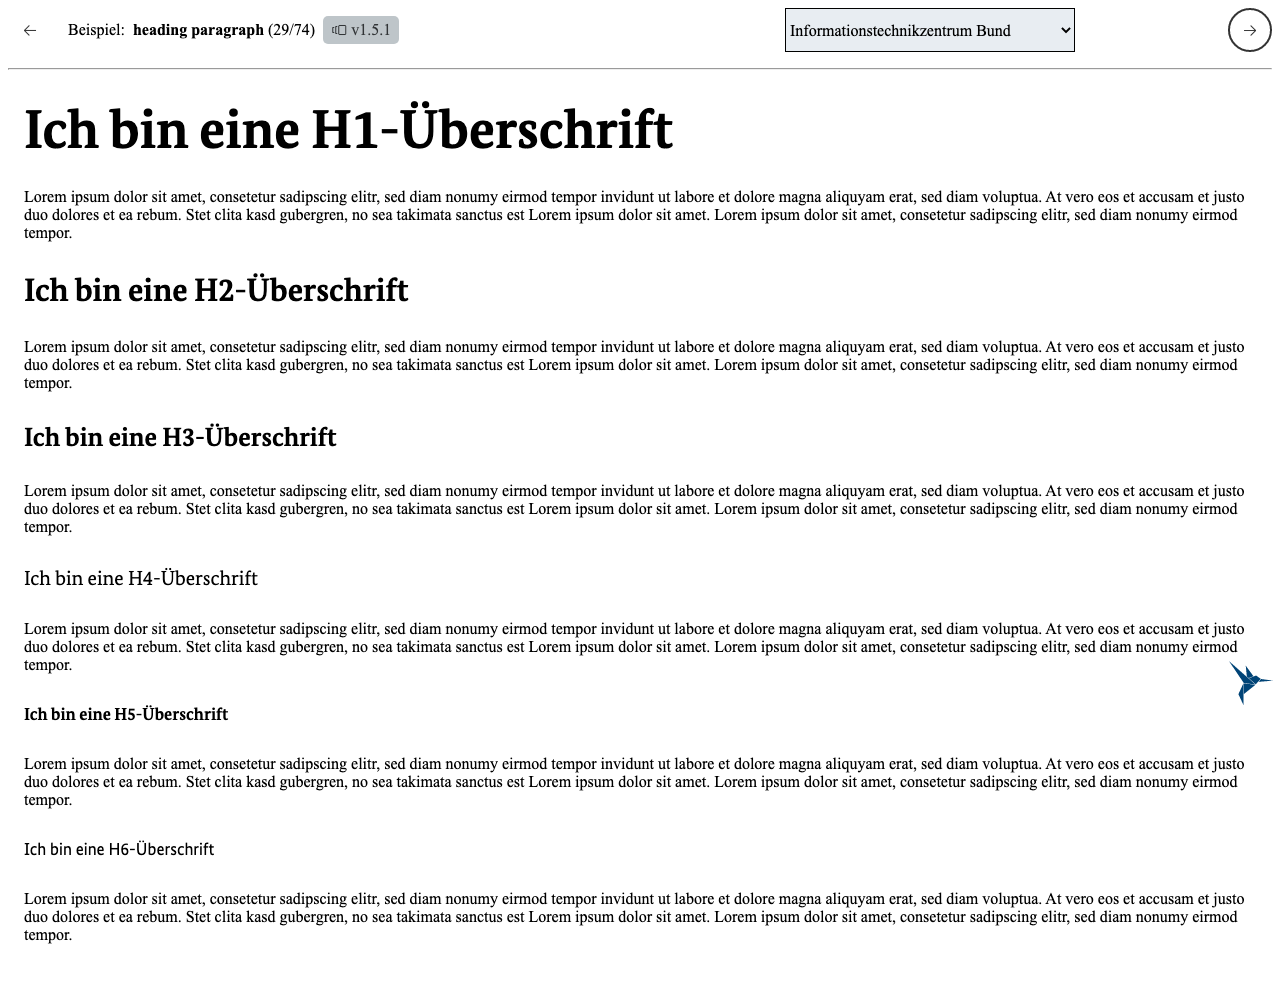 Beispiel: heading paragraph (29/74) v1.5.1 Informationstechnikzentrum Bund
Ich bin eine H1-Überschrift
Lorem ipsum dolor sit amet, consetetur sadipscing elitr, sed diam nonumy eirmod tempor invidunt ut labore et dolore magna aliquyam erat, sed diam voluptua. At vero eos et accusam et justo
duo dolores et ea rebum. Stet clita kasd gubergren, no sea takimata sanctus est Lorem ipsum dolor sit amet. Lorem ipsum dolor sit amet, consetetur sadipscing elitr, sed diam nonumy eirmod
tempor.
Ich bin eine H2-Überschrift
Lorem ipsum dolor sit amet, consetetur sadipscing elitr, sed diam nonumy eirmod tempor invidunt ut labore et dolore magna aliquyam erat, sed diam voluptua. At vero eos et accusam et justo
duo dolores et ea rebum. Stet clita kasd gubergren, no sea takimata sanctus est Lorem ipsum dolor sit amet. Lorem ipsum dolor sit amet, consetetur sadipscing elitr, sed diam nonumy eirmod
tempor.
Ich bin eine H3-Überschrift
Lorem ipsum dolor sit amet, consetetur sadipscing elitr, sed diam nonumy eirmod tempor invidunt ut labore et dolore magna aliquyam erat, sed diam voluptua. At vero eos et accusam et justo
duo dolores et ea rebum. Stet clita kasd gubergren, no sea takimata sanctus est Lorem ipsum dolor sit amet. Lorem ipsum dolor sit amet, consetetur sadipscing elitr, sed diam nonumy eirmod
tempor.
Ich bin eine H4-Überschrift
Lorem ipsum dolor sit amet, consetetur sadipscing elitr, sed diam nonumy eirmod tempor invidunt ut labore et dolore magna aliquyam erat, sed diam voluptua. At vero eos et accusam et justo
duo dolores et ea rebum. Stet clita kasd gubergren, no sea takimata sanctus est Lorem ipsum dolor sit amet. Lorem ipsum dolor sit amet, consetetur sadipscing elitr, sed diam nonumy eirmod
tempor.
Ich bin eine H5-Überschrift
Lorem ipsum dolor sit amet, consetetur sadipscing elitr, sed diam nonumy eirmod tempor invidunt ut labore et dolore magna aliquyam erat, sed diam voluptua. At vero eos et accusam et justo
duo dolores et ea rebum. Stet clita kasd gubergren, no sea takimata sanctus est Lorem ipsum dolor sit amet. Lorem ipsum dolor sit amet, consetetur sadipscing elitr, sed diam nonumy eirmod
tempor.
Ich bin eine H6-Überschrift
Lorem ipsum dolor sit amet, consetetur sadipscing elitr, sed diam nonumy eirmod tempor invidunt ut labore et dolore magna aliquyam erat, sed diam voluptua. At vero eos et accusam et justo
duo dolores et ea rebum. Stet clita kasd gubergren, no sea takimata sanctus est Lorem ipsum dolor sit amet. Lorem ipsum dolor sit amet, consetetur sadipscing elitr, sed diam nonumy eirmod
tempor.